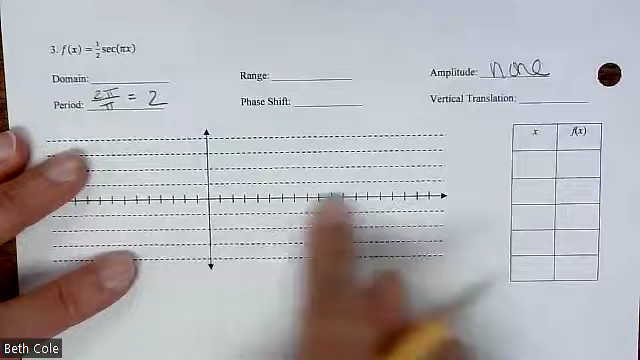 3. f(x) = 1/2 sec(πx)
Domain: Range: Amplitude: none
Period: 2π/π = 2 Phase Shift: Vertical Translation:
x f(x)
Beth Cole